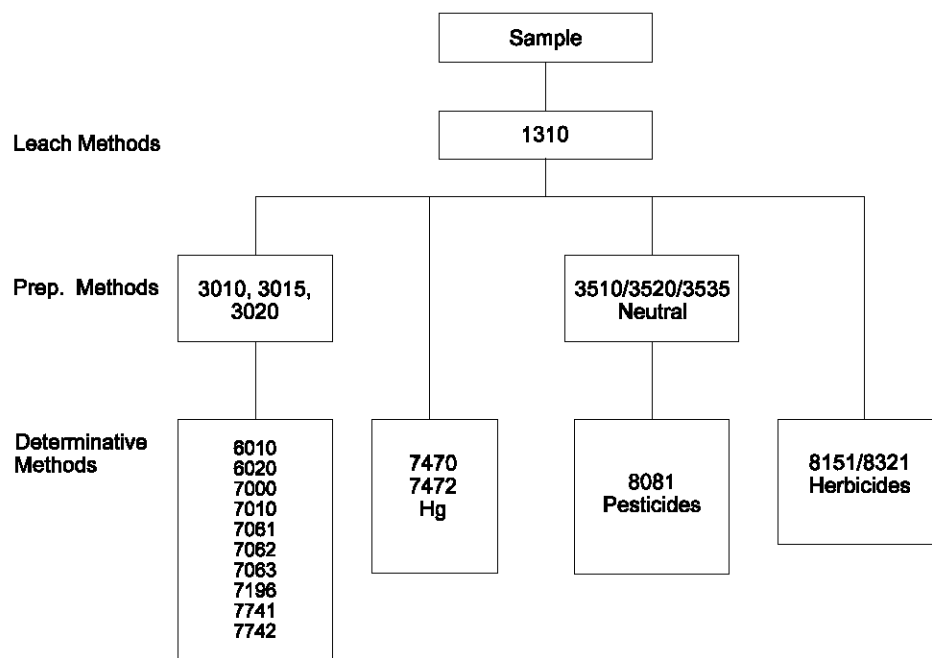 Sample
Leach Methods
1310
Prep. Methods
3010, 3015,
3020
3510/3520/3535
Neutral
Determinative
Methods
6010
6020
7000
7010
7061
7062
7063
7196
7741
7742
7470
7472
Hg
8081
Pesticides
8151/8321
Herbicides